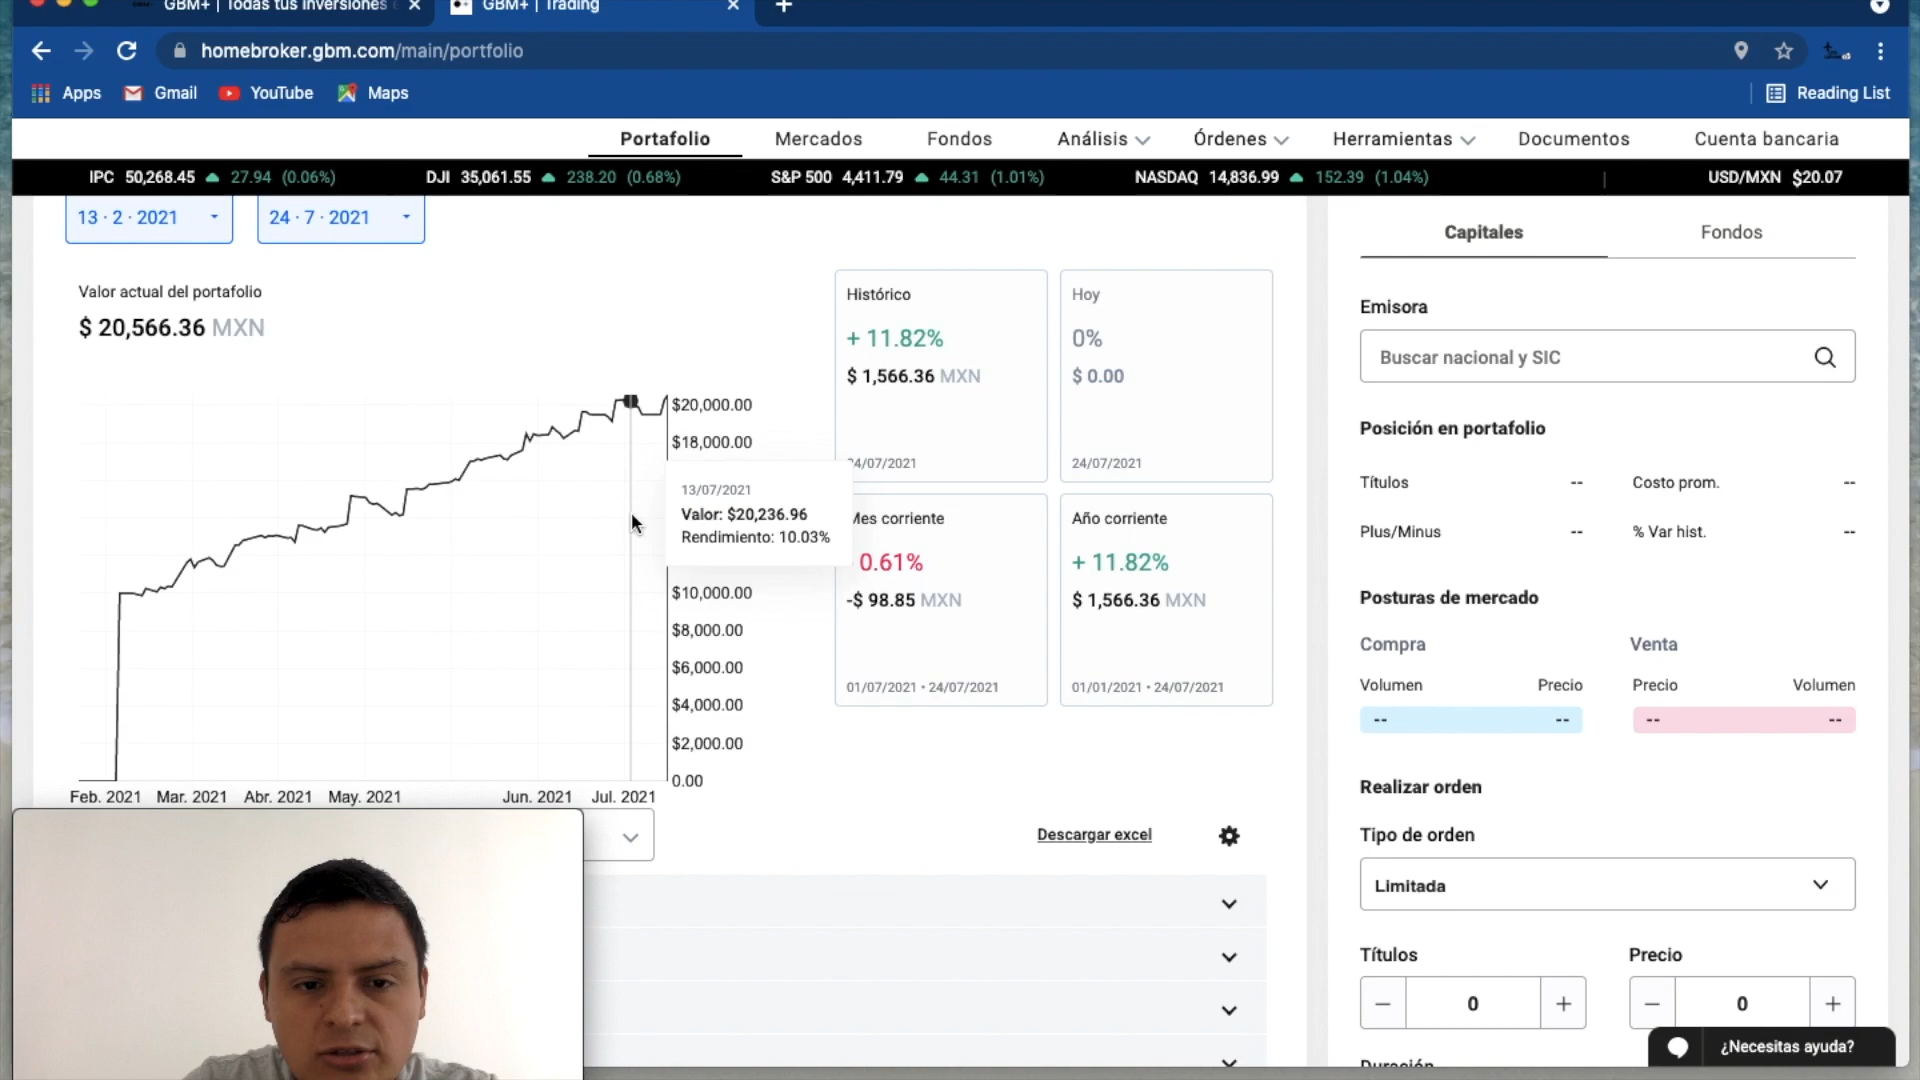 GBM+ | Todas tus inversiones
GBM+ | Trading
homebroker.gbm.com/main/portfolio
Apps Gmail YouTube Maps Reading List
Portafolio Mercados Fondos Análisis Órdenes Herramientas Documentos Cuenta bancaria
IPC 50,268.45 27.94 (0.06%) DJI 35,061.55 238.20 (0.68%) S&P 500 4,411.79 44.31 (1.01%) NASDAQ 14,836.99 152.39 (1.04%) USD/MXN $20.07
13 · 2 · 2021 24 · 7 · 2021
Valor actual del portafolio
$ 20,566.36 MXN
$20,000.00
$18,000.00
13/07/2021
Valor: $20,236.96
Rendimiento: 10.03%
$10,000.00
$8,000.00
$6,000.00
$4,000.00
$2,000.00
0.00
Feb. 2021 Mar. 2021 Abr. 2021 May. 2021 Jun. 2021 Jul. 2021
Histórico
+ 11.82%
$ 1,566.36 MXN
4/07/2021
Hoy
0%
$ 0.00
24/07/2021
Mes corriente
0.61%
-$ 98.85 MXN
01/07/2021 • 24/07/2021
Año corriente
+ 11.82%
$ 1,566.36 MXN
01/01/2021 • 24/07/2021
Descargar excel
Capitales Fondos
Emisora
Buscar nacional y SIC
Posición en portafolio
Títulos -- Costo prom. --
Plus/Minus -- % Var hist. --
Posturas de mercado
Compra Venta
Volumen Precio Precio Volumen
-- -- -- --
Realizar orden
Tipo de orden
Limitada
Títulos Precio
− 0 + − 0 +
Duración
¿Necesitas ayuda?